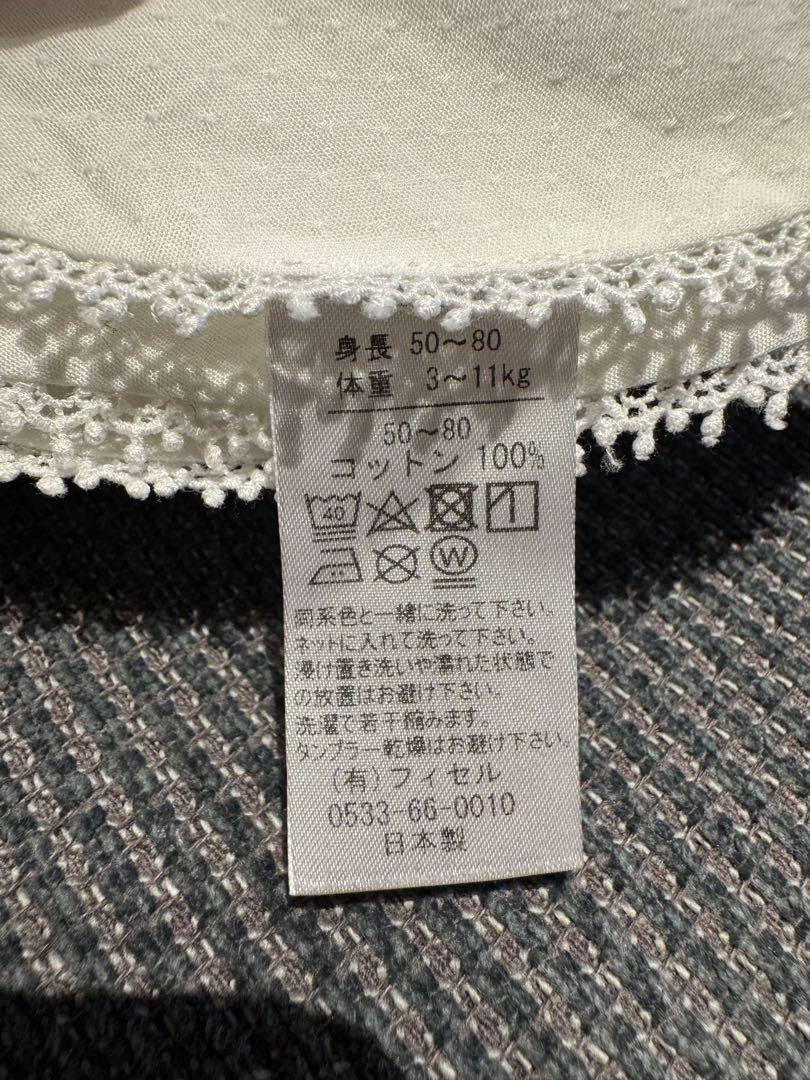 身長 50～80
体重 3～11kg
50～80
コットン 100%
40
W
同系色と一緒に洗って下さい。
ネットに入れて洗って下さい。
浸け置き洗いや濡れた状態で
の放置はお避け下さい。
洗濯で若干縮みます。
タンブラー乾燥はお避け下さい。
(有)フィセル
0533-66-0010
日本製